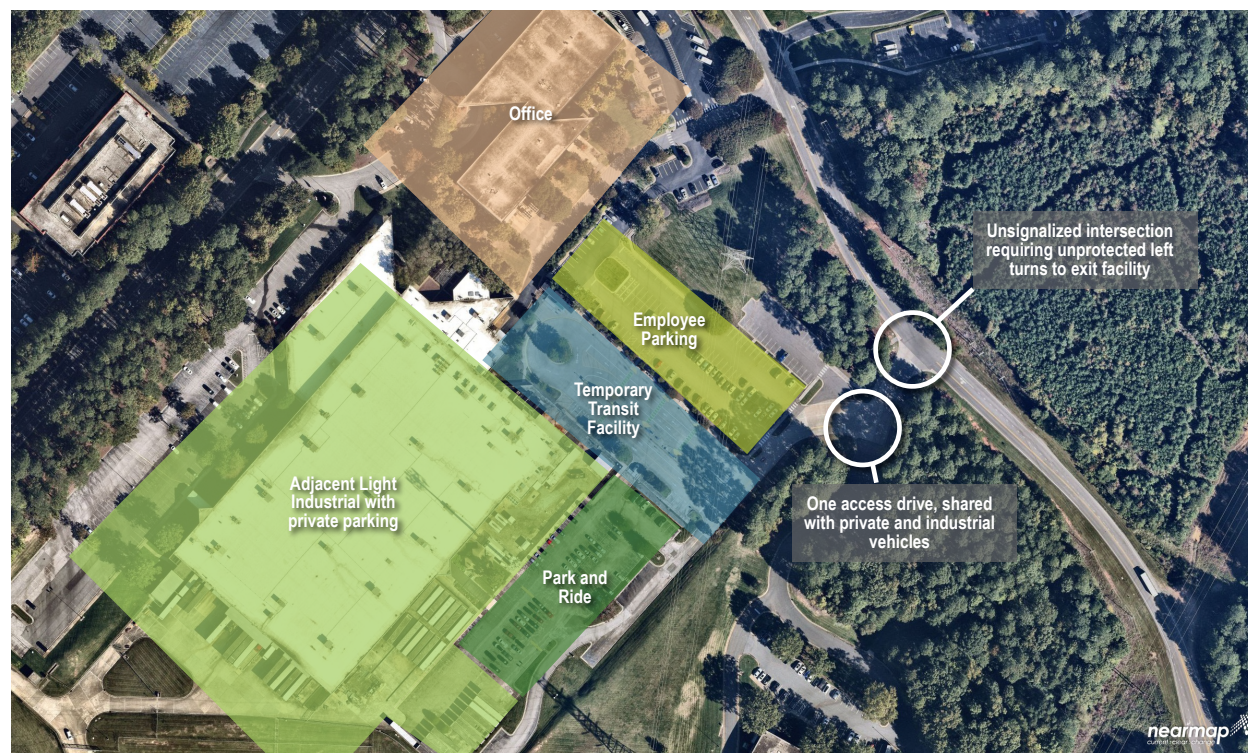 Office
Unsignalized intersection
requiring unprotected left
turns to exit facility
Employee
Parking
Temporary
Transit
Facility
Adjacent Light
Industrial with
private parking
One access drive, shared
with private and industrial
vehicles
Park and
Ride
nearmap